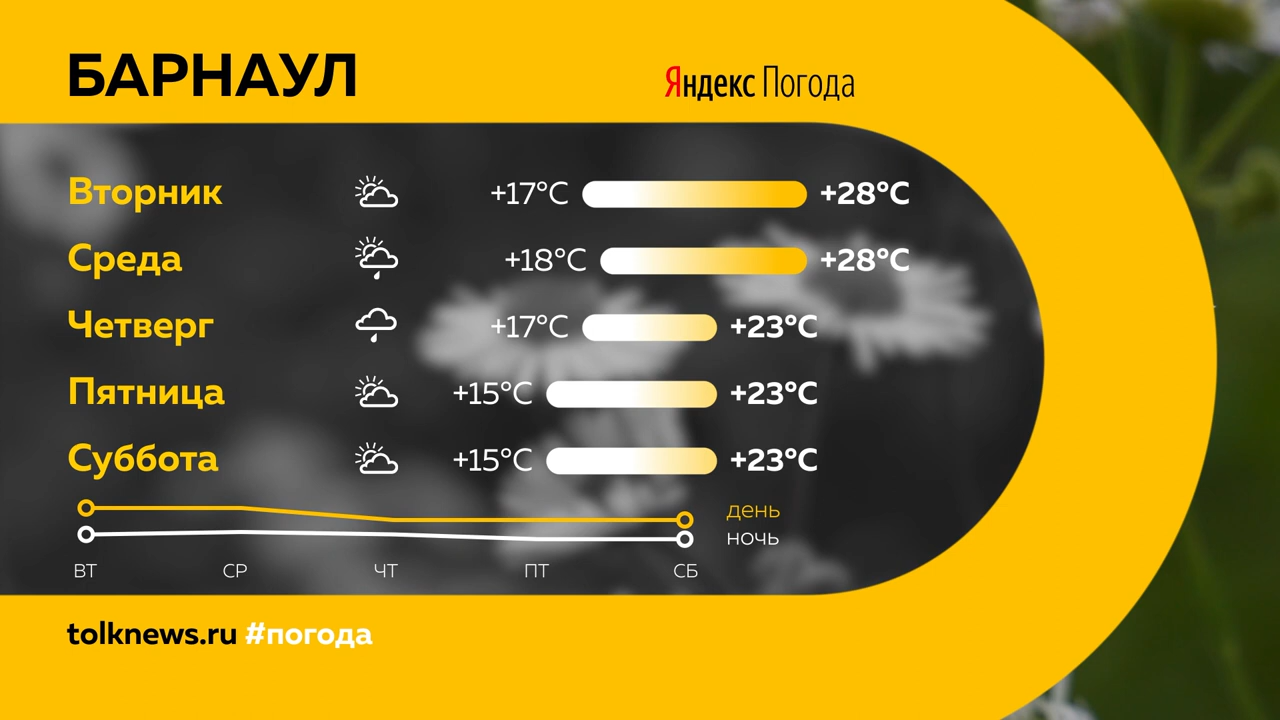 БАРНАУЛ
Яндекс Погода
Вторник +17°C +28°C
Среда +18°C +28°C
Четверг +17°C +23°C
Пятница +15°C +23°C
Суббота +15°C +23°C
день
ночь
ВТ СР ЧТ ПТ СБ
tolknews.ru #погода